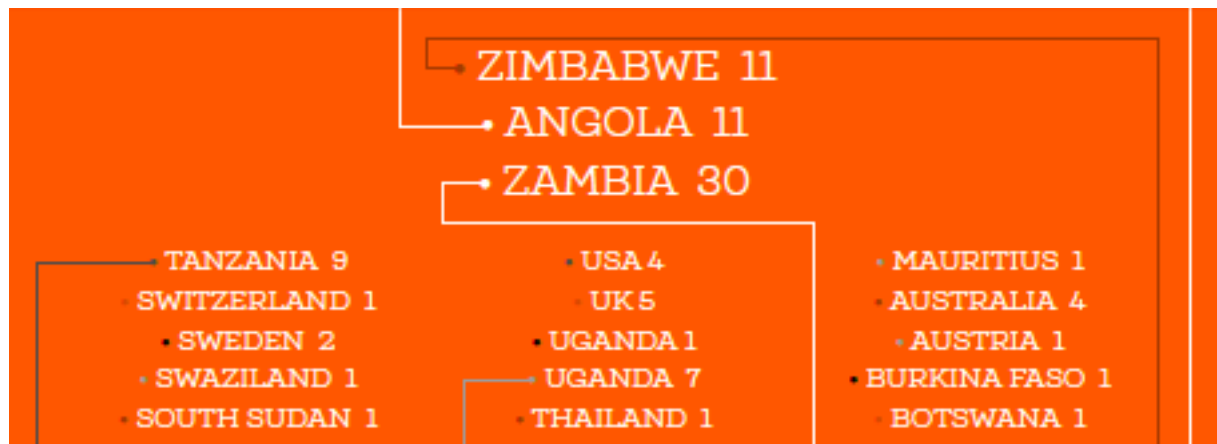 ZIMBABWE 11
ANGOLA 11
ZAMBIA 30
TANZANIA 9
SWITZERLAND 1
SWEDEN 2
SWAZILAND 1
SOUTH SUDAN 1
USA 4
UK 5
UGANDA 1
UGANDA 7
THAILAND 1
MAURITIUS 1
AUSTRALIA 4
AUSTRIA 1
BURKINA FASO 1
BOTSWANA 1